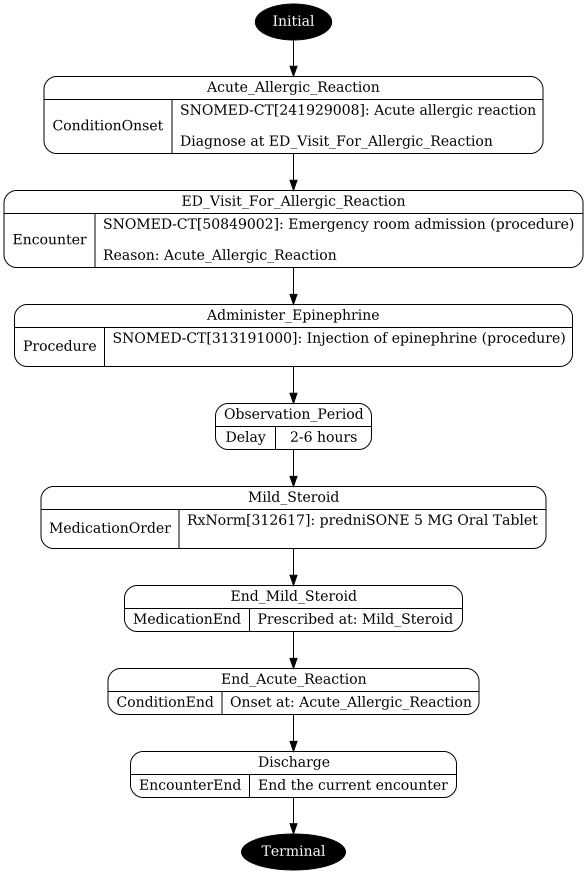 Initial
Acute_Allergic_Reaction
ConditionOnset
SNOMED-CT[241929008]: Acute allergic reaction
Diagnose at ED_Visit_For_Allergic_Reaction
ED_Visit_For_Allergic_Reaction
Encounter
SNOMED-CT[50849002]: Emergency room admission (procedure)
Reason: Acute_Allergic_Reaction
Administer_Epinephrine
Procedure
SNOMED-CT[313191000]: Injection of epinephrine (procedure)
Observation_Period
Delay
2-6 hours
Mild_Steroid
MedicationOrder
RxNorm[312617]: predniSONE 5 MG Oral Tablet
End_Mild_Steroid
MedicationEnd
Prescribed at: Mild_Steroid
End_Acute_Reaction
ConditionEnd
Onset at: Acute_Allergic_Reaction
Discharge
EncounterEnd
End the current encounter
Terminal